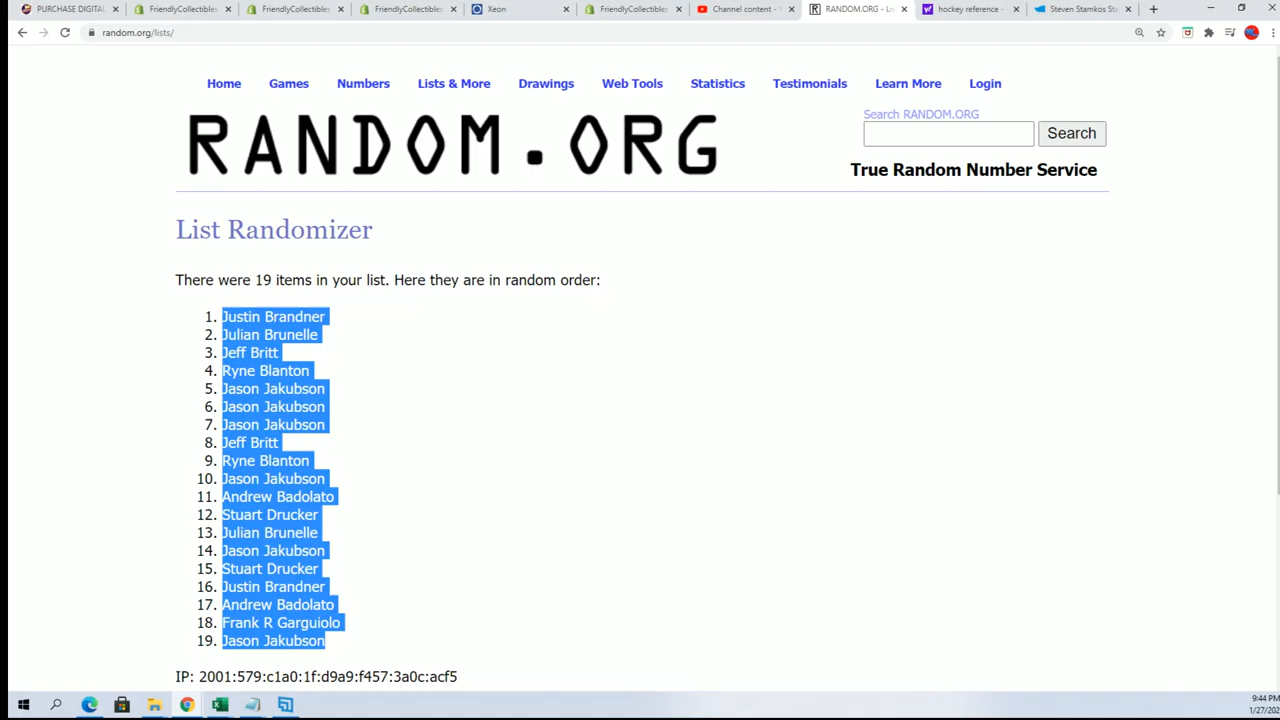 PURCHASE DIGITAL
FriendlyCollectibles
FriendlyCollectibles
FriendlyCollectibles
Xeon
FriendlyCollectibles
Channel content -
RANDOM.ORG - Li
hockey reference -
Steven Stamkos Sta
random.org/lists/
Home Games Numbers Lists & More Drawings Web Tools Statistics Testimonials Learn More Login
RANDOM.ORG
Search RANDOM.ORG
Search
True Random Number Service
List Randomizer
There were 19 items in your list. Here they are in random order:
1. Justin Brandner
2. Julian Brunelle
3. Jeff Britt
4. Ryne Blanton
5. Jason Jakubson
6. Jason Jakubson
7. Jason Jakubson
8. Jeff Britt
9. Ryne Blanton
10. Jason Jakubson
11. Andrew Badolato
12. Stuart Drucker
13. Julian Brunelle
14. Jason Jakubson
15. Stuart Drucker
16. Justin Brandner
17. Andrew Badolato
18. Frank R Garguiolo
19. Jason Jakubson
IP: 2001:579:c1a0:1f:d9a9:f457:3a0c:acf5
9:44 PM
1/27/202